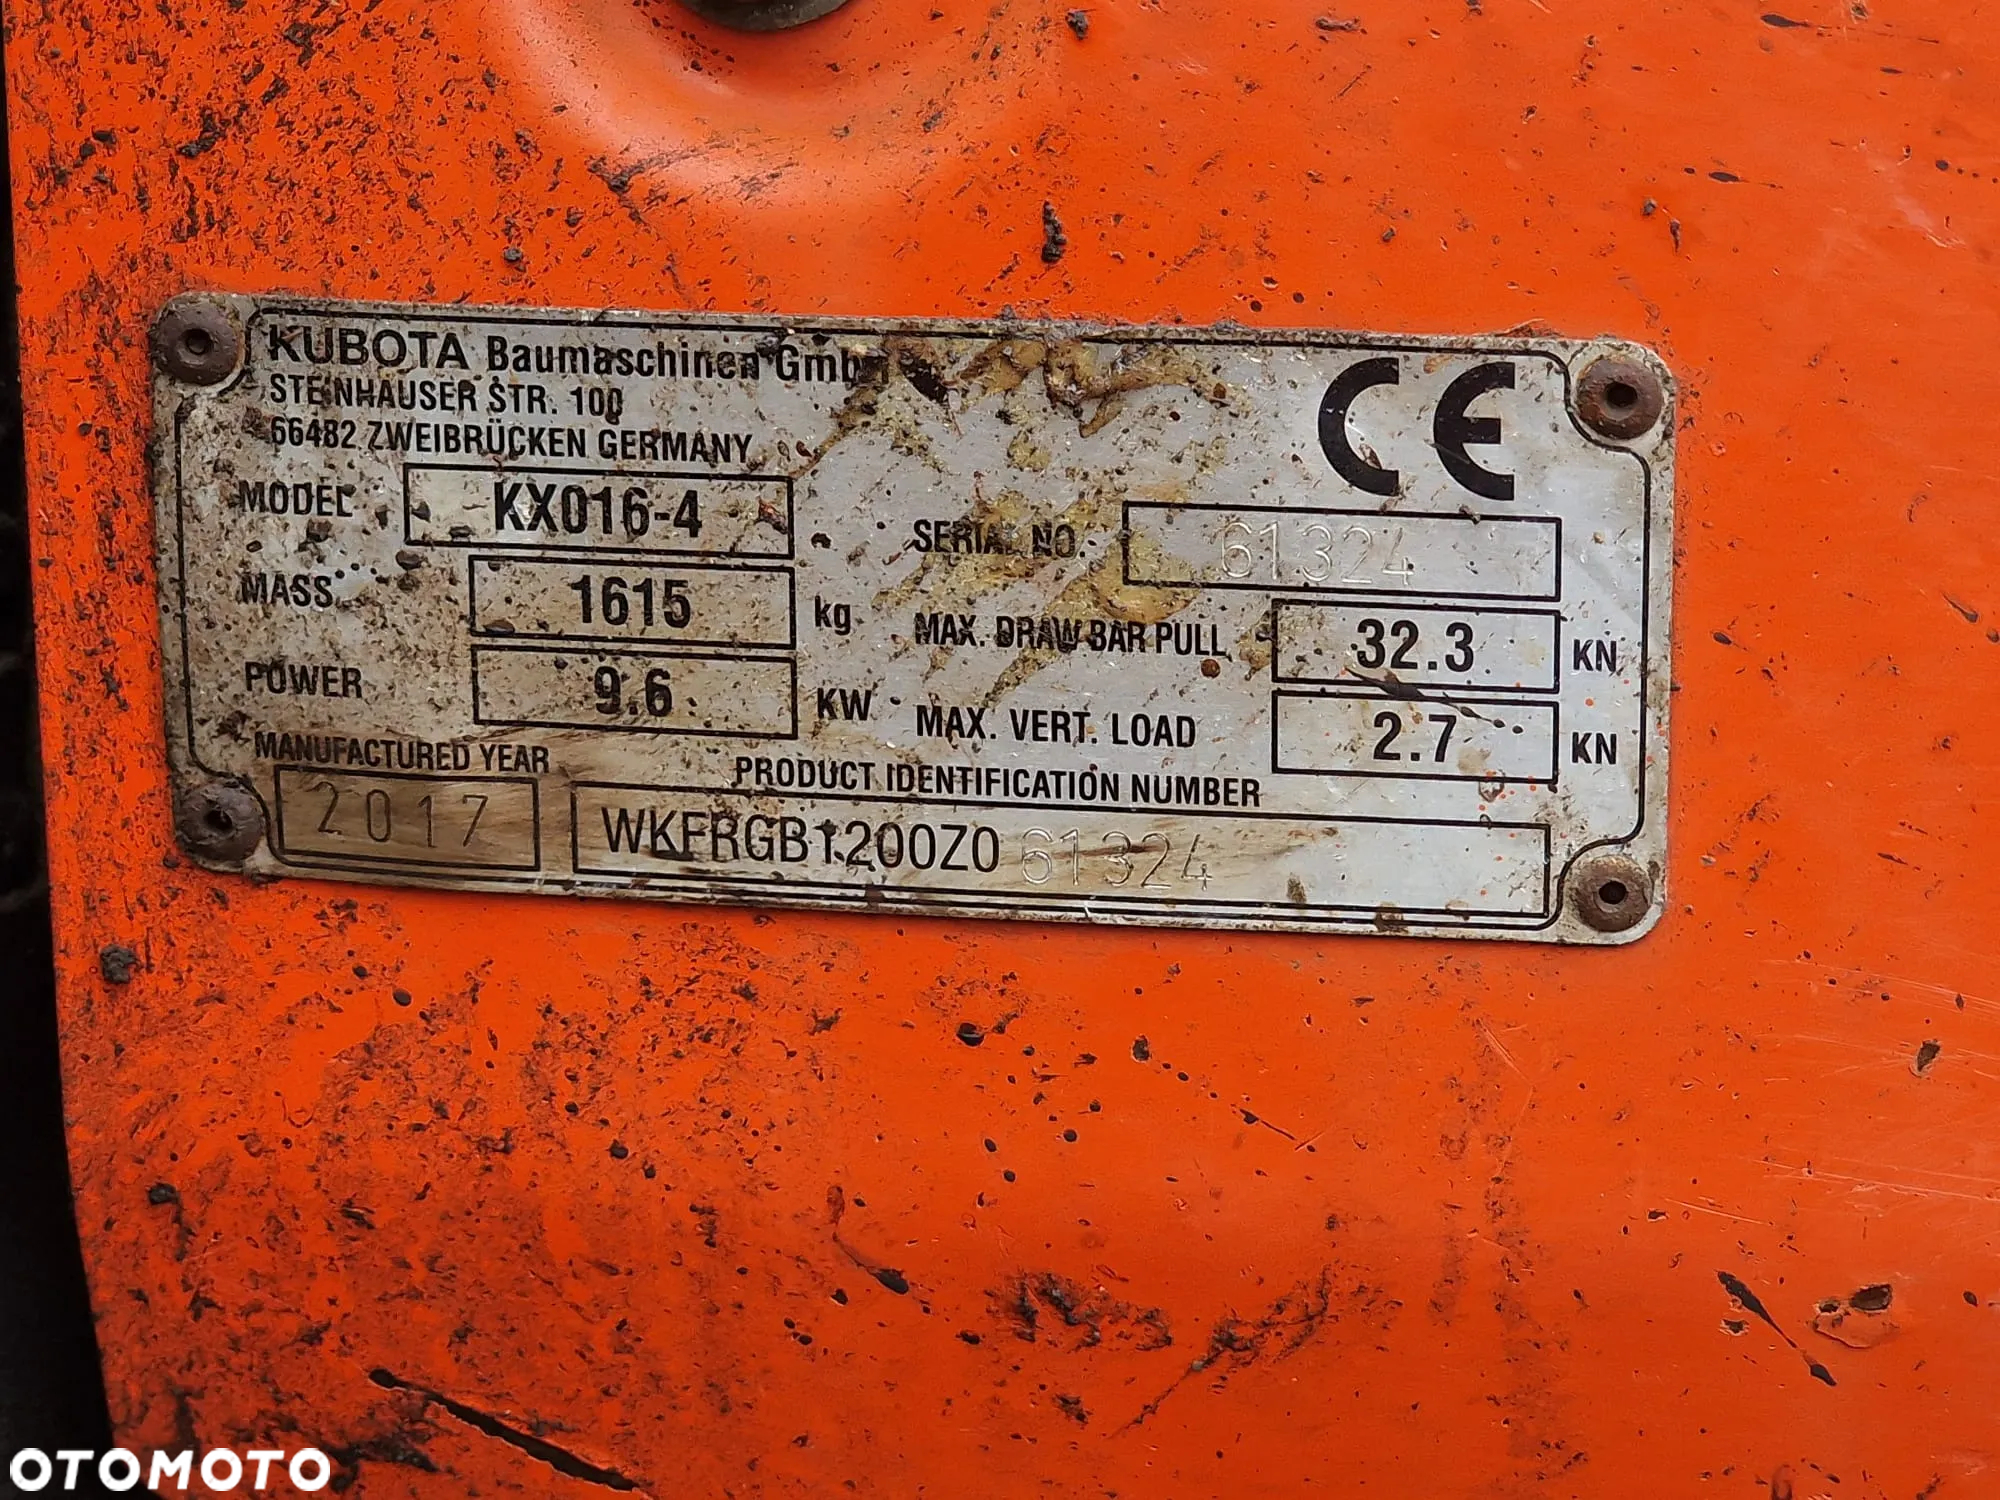 KUBOTA Baumaschinen GmbH
STEINHAUSER STR. 100
66482 ZWEIBRÜCKEN GERMANY
CE
MODEL KX016-4
SERIAL NO. 61324
MASS 1615 kg
MAX. DRAW BAR PULL 32.3 KN
POWER 9.6 KW
MAX. VERT. LOAD 2.7 KN
MANUFACTURED YEAR
2017
PRODUCT IDENTIFICATION NUMBER
WKFRGB1200Z061324
OTOMOTO